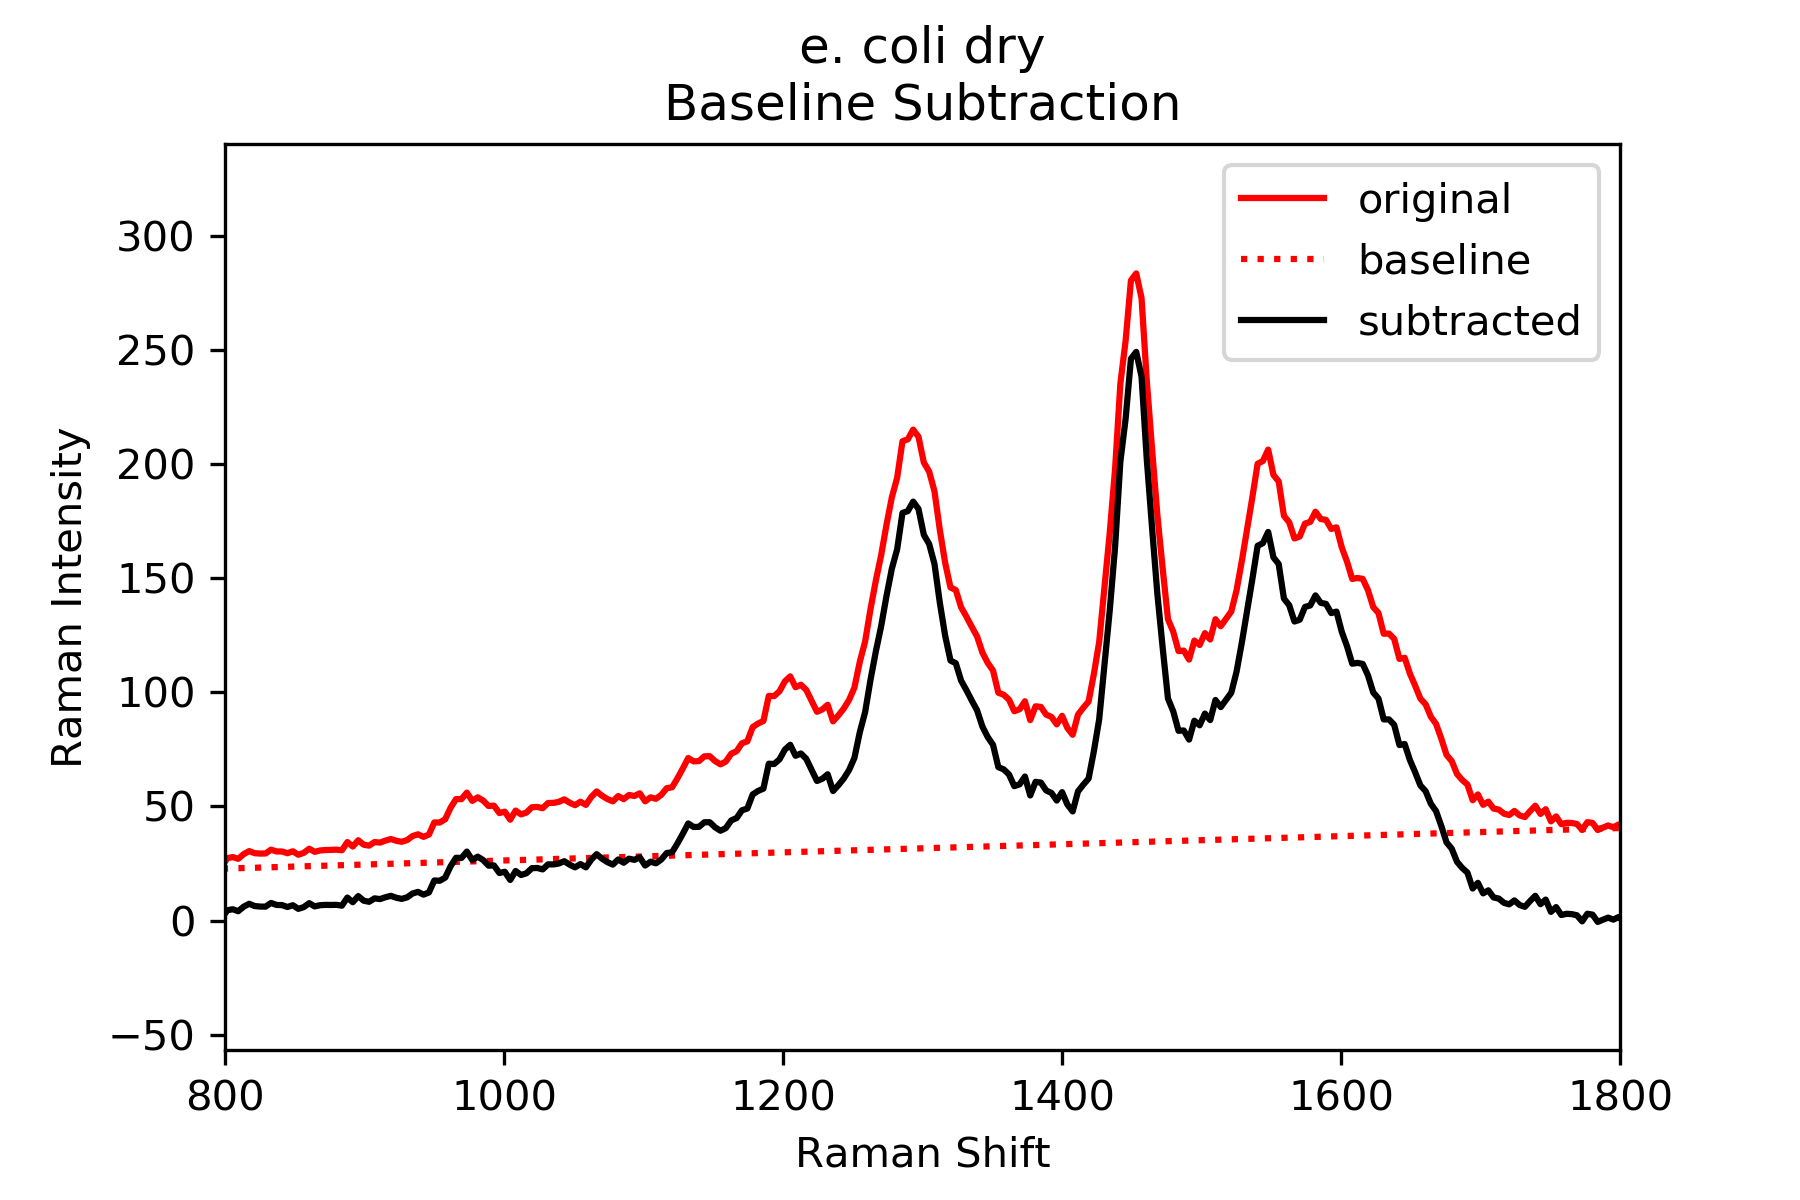 e. coli dry
Baseline Subtraction
original
baseline
subtracted
300
250
200
150
100
50
0
−50
Raman Intensity
800 1000 1200 1400 1600 1800
Raman Shift